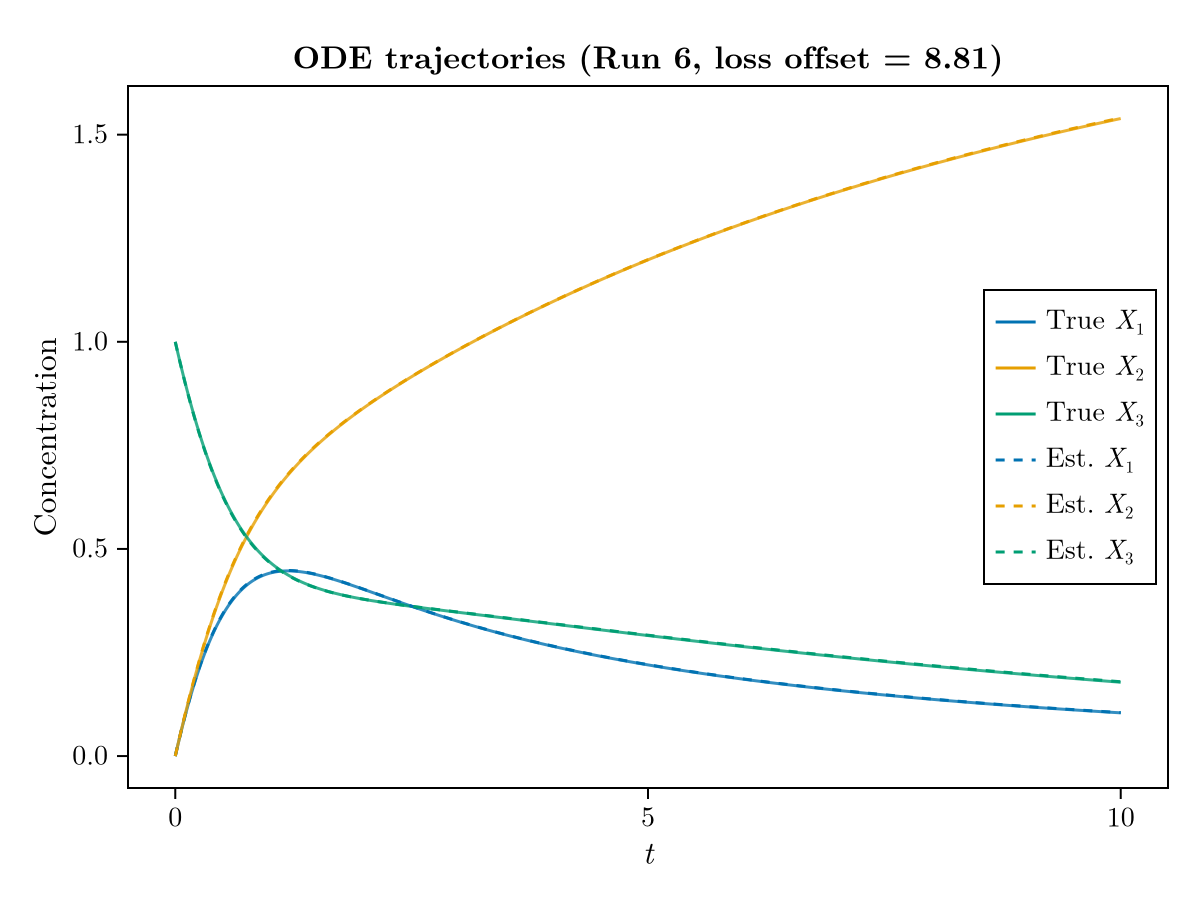 ODE trajectories (Run 6, loss offset = 8.81)
Concentration
1.5
1.0
0.5
0.0
0
5
10
t
True X₁
True X₂
True X₃
Est. X₁
Est. X₂
Est. X₃